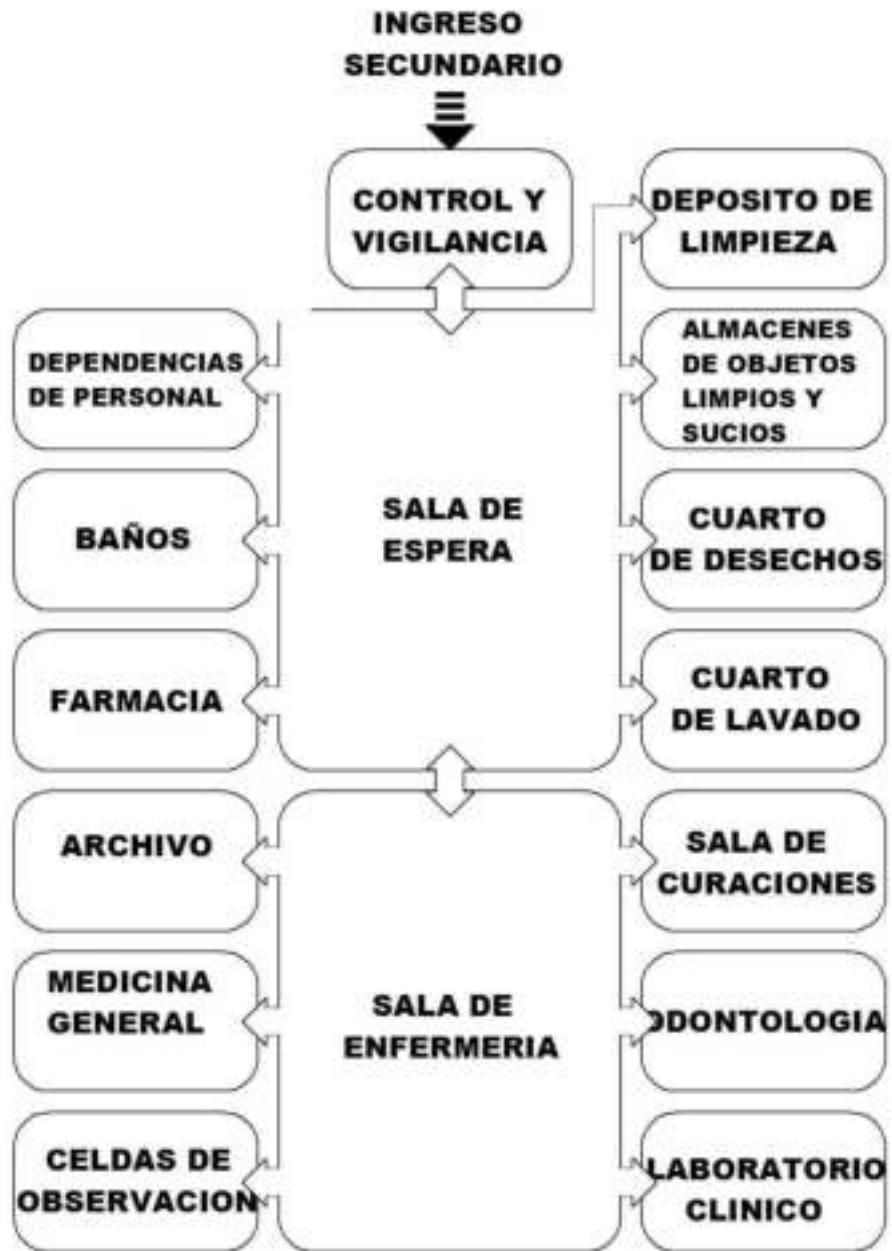 INGRESO
SECUNDARIO
CONTROL Y
VIGILANCIA
DEPOSITO DE
LIMPIEZA
DEPENDENCIAS
DE PERSONAL
ALMACENES
DE OBJETOS
LIMPIOS Y
SUCIOS
BAÑOS
SALA DE
ESPERA
CUARTO
DE DESECHOS
FARMACIA
CUARTO
DE LAVADO
ARCHIVO
SALA DE
CURACIONES
MEDICINA
GENERAL
SALA DE
ENFERMERIA
ODONTOLOGIA
CELDAS DE
OBSERVACION
LABORATORIO
CLINICO